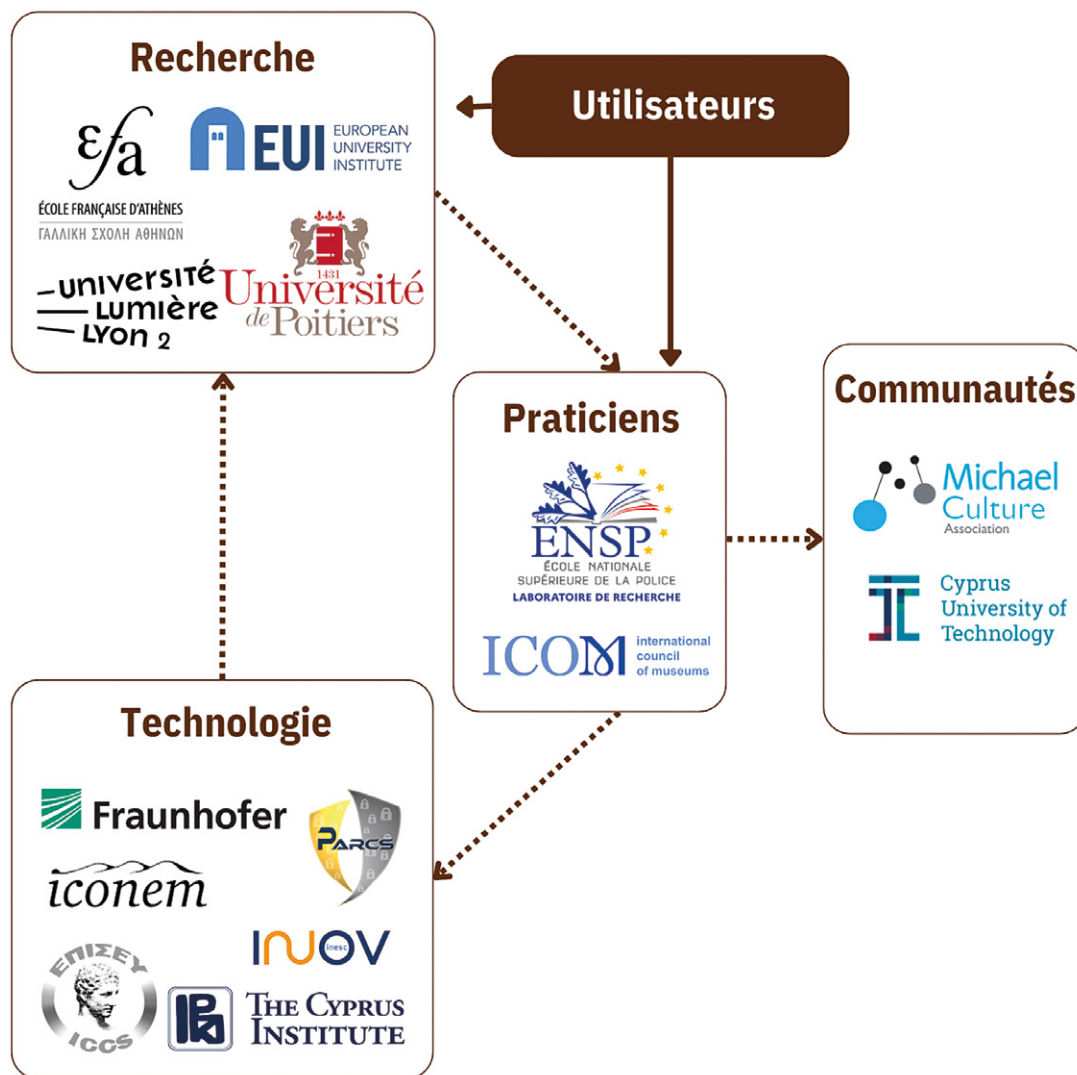 Recherche
εfa
ÉCOLE FRANÇAISE D'ATHÈNES
ΓΑΛΛΙΚΗ ΣΧΟΛΗ ΑΘΗΝΩΝ
EUI
EUROPEAN
UNIVERSITY
INSTITUTE
UNIVERSITÉ
LUMIÈRE
LYON 2
1431
Université
de Poitiers
Utilisateurs
Praticiens
ENSP
ÉCOLE NATIONALE
SUPÉRIEURE DE LA POLICE
LABORATOIRE DE RECHERCHE
ICOM
international
council
of museums
Communautés
Michael
Culture
Association
Cyprus
University of
Technology
Technologie
Fraunhofer
PARCS
iconem
INOV
inesc
ΕΠΙΣΕΥ
ICCS
THE CYPRUS
INSTITUTE